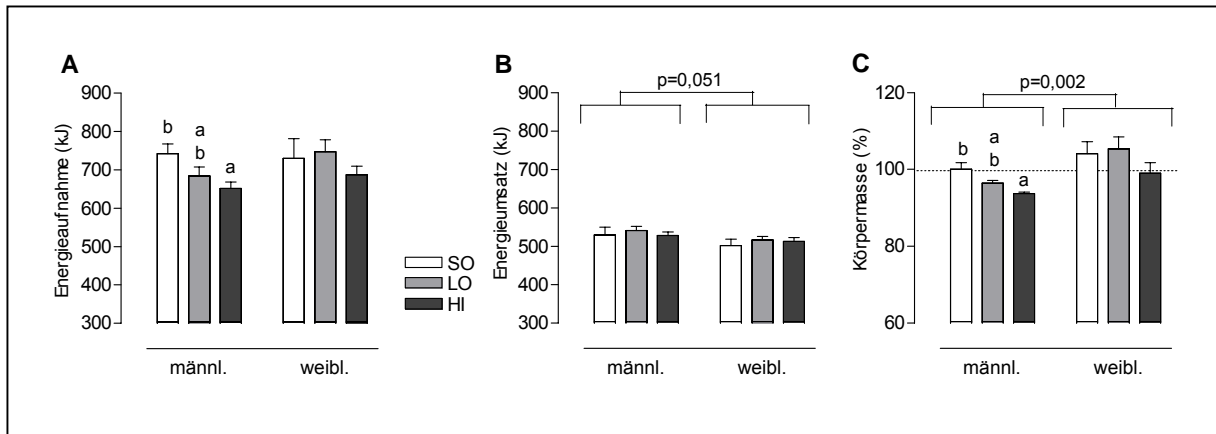 A
Energieaufnahme (kJ)
900
800
700
600
500
400
300
b
a
b
a
männl.
weibl.
SO
LO
HI
B
p=0,051
Energieumsatz (kJ)
900
800
700
600
500
400
300
männl.
weibl.
C
p=0,002
Körpermasse (%)
120
100
80
60
b
a
b
a
männl.
weibl.